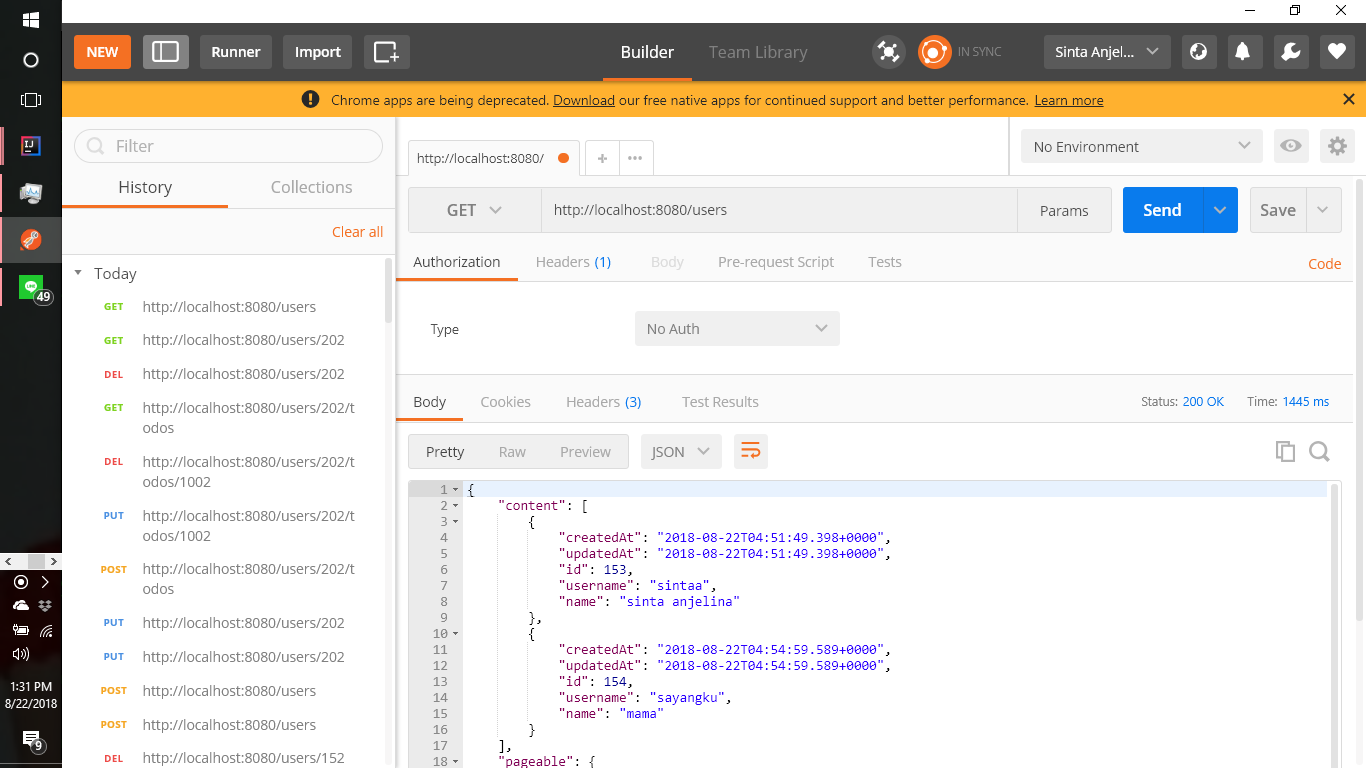 NEW
Runner
Import
Builder
Team Library
IN SYNC
Sinta Anjel...
Chrome apps are being deprecated. Download our free native apps for continued support and better performance. Learn more
Filter
History
Collections
Clear all
Today
GET http://localhost:8080/users
GET http://localhost:8080/users/202
DEL http://localhost:8080/users/202
GET http://localhost:8080/users/202/t
odos
DEL http://localhost:8080/users/202/t
odos/1002
PUT http://localhost:8080/users/202/t
odos/1002
POST http://localhost:8080/users/202/t
odos
PUT http://localhost:8080/users/202
PUT http://localhost:8080/users/202
POST http://localhost:8080/users
POST http://localhost:8080/users
DEL http://localhost:8080/users/152
http://localhost:8080/
+
•••
No Environment
GET
http://localhost:8080/users
Params
Send
Save
Authorization
Headers (1)
Body
Pre-request Script
Tests
Code
Type
No Auth
Body
Cookies
Headers (3)
Test Results
Status: 200 OK
Time: 1445 ms
Pretty
Raw
Preview
JSON
1 {
2 "content": [
3 {
4 "createdAt": "2018-08-22T04:51:49.398+0000",
5 "updatedAt": "2018-08-22T04:51:49.398+0000",
6 "id": 153,
7 "username": "sintaa",
8 "name": "sinta anjelina"
9 },
10 {
11 "createdAt": "2018-08-22T04:54:59.589+0000",
12 "updatedAt": "2018-08-22T04:54:59.589+0000",
13 "id": 154,
14 "username": "sayangku",
15 "name": "mama"
16 }
17 ],
18 "pageable": {
IJ
LINE
49
1:31 PM
8/22/2018
9